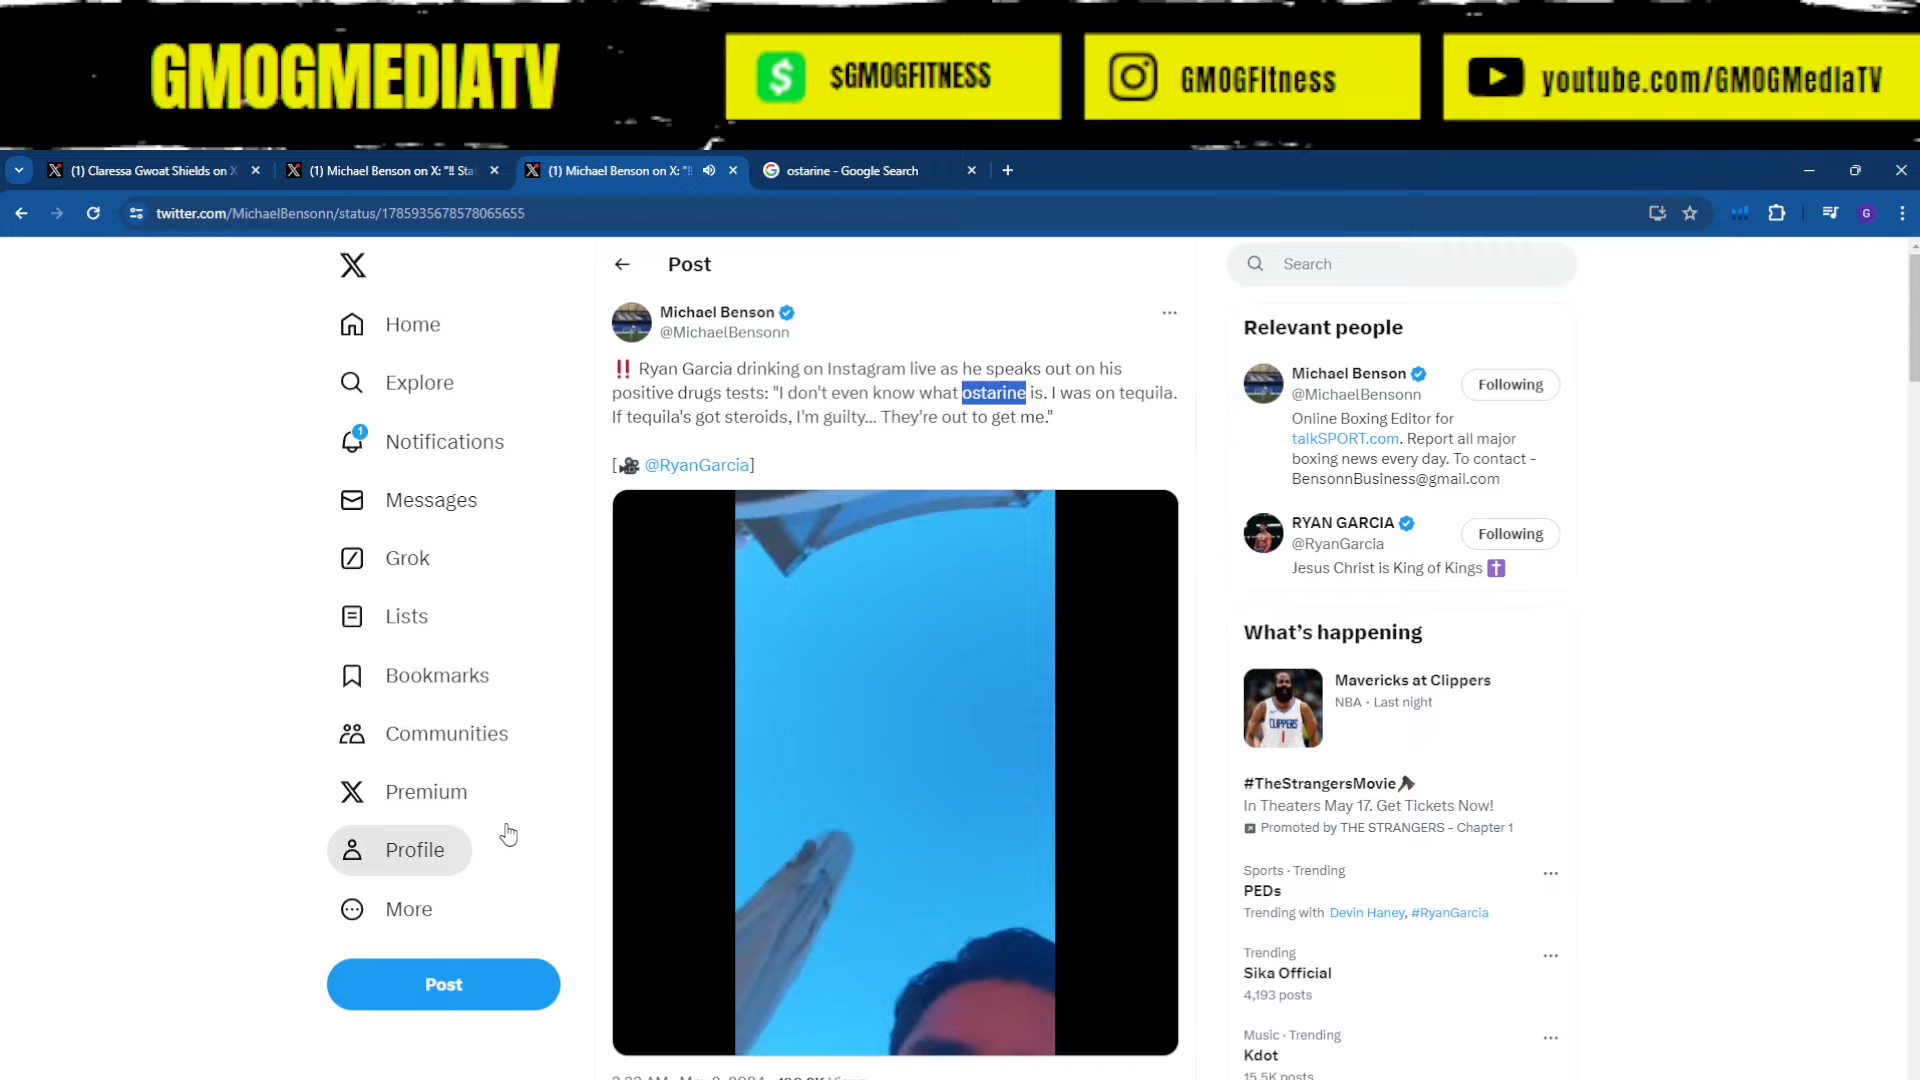 GMOGMEDIATV
$GMOGFITNESS
GMOGFitness
youtube.com/GMOGMediaTV
(1) Claressa Gwoat Shields on X
(1) Michael Benson on X: "‼ Sta
(1) Michael Benson on X: "‼
ostarine - Google Search
twitter.com/MichaelBensonn/status/1785935678578065655
G
Home
Explore
1
Notifications
Messages
Grok
Lists
Bookmarks
Communities
Premium
Profile
More
Post
Post
Michael Benson
@MichaelBensonn
‼ Ryan Garcia drinking on Instagram live as he speaks out on his
positive drugs tests: "I don't even know what ostarine is. I was on tequila.
If tequila's got steroids, I'm guilty... They're out to get me."
[🎥 @RyanGarcia]
Search
Relevant people
Michael Benson
@MichaelBensonn
Following
Online Boxing Editor for
talkSPORT.com. Report all major
boxing news every day. To contact -
BensonnBusiness@gmail.com
RYAN GARCIA
@RyanGarcia
Following
Jesus Christ is King of Kings ✝
What's happening
CLIPPERS
1
Mavericks at Clippers
NBA · Last night
#TheStrangersMovie
In Theaters May 17. Get Tickets Now!
Promoted by THE STRANGERS - Chapter 1
Sports · Trending
PEDs
Trending with Devin Haney, #RyanGarcia
Trending
Sika Official
4,193 posts
Music · Trending
Kdot
15.5K posts